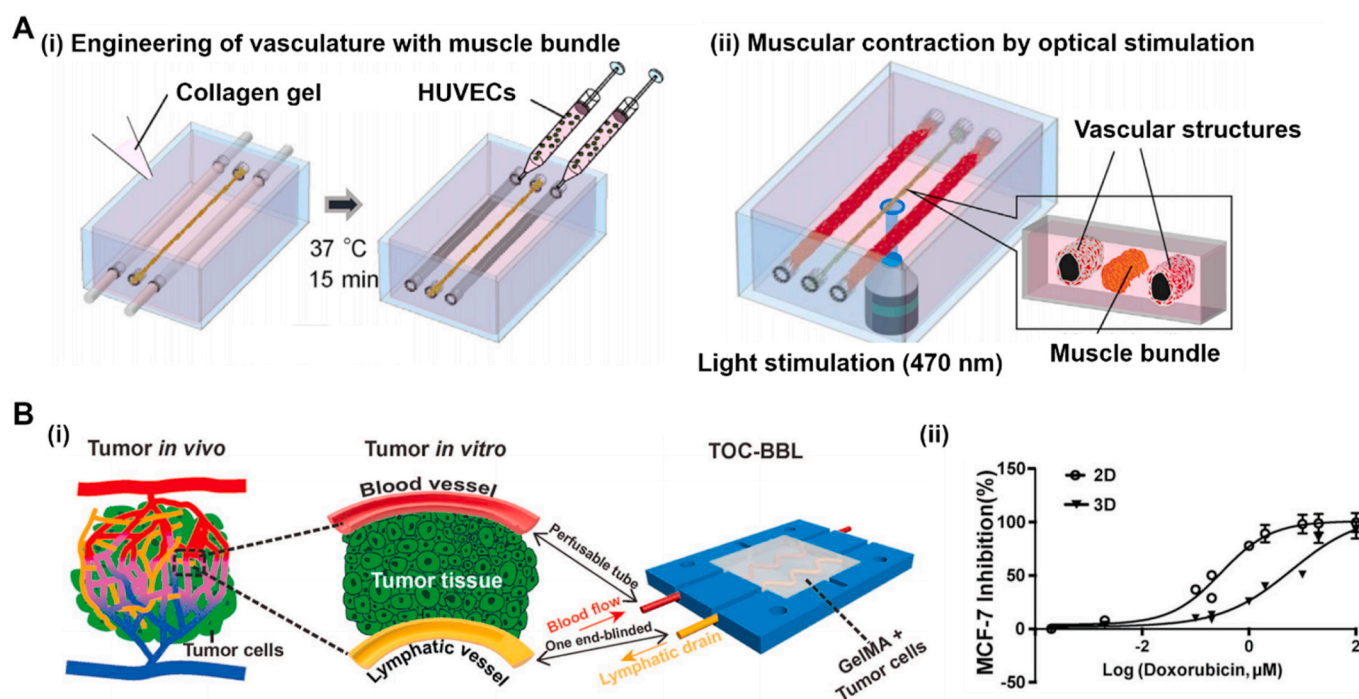 A
(i) Engineering of vasculature with muscle bundle
Collagen gel
HUVECs
37 °C
15 min
(ii) Muscular contraction by optical stimulation
Vascular structures
Muscle bundle
Light stimulation (470 nm)
B
(i)
Tumor in vivo
Tumor cells
Tumor in vitro
Blood vessel
Tumor tissue
Lymphatic vessel
TOC-BBL
Perfusable tube
Blood flow
One end-blinded
Lymphatic drain
GelMA +
Tumor cells
(ii)
MCF-7 Inhibition(%)
150
100
50
0
-50
2D
3D
-2
0
2
Log (Doxorubicin, µM)